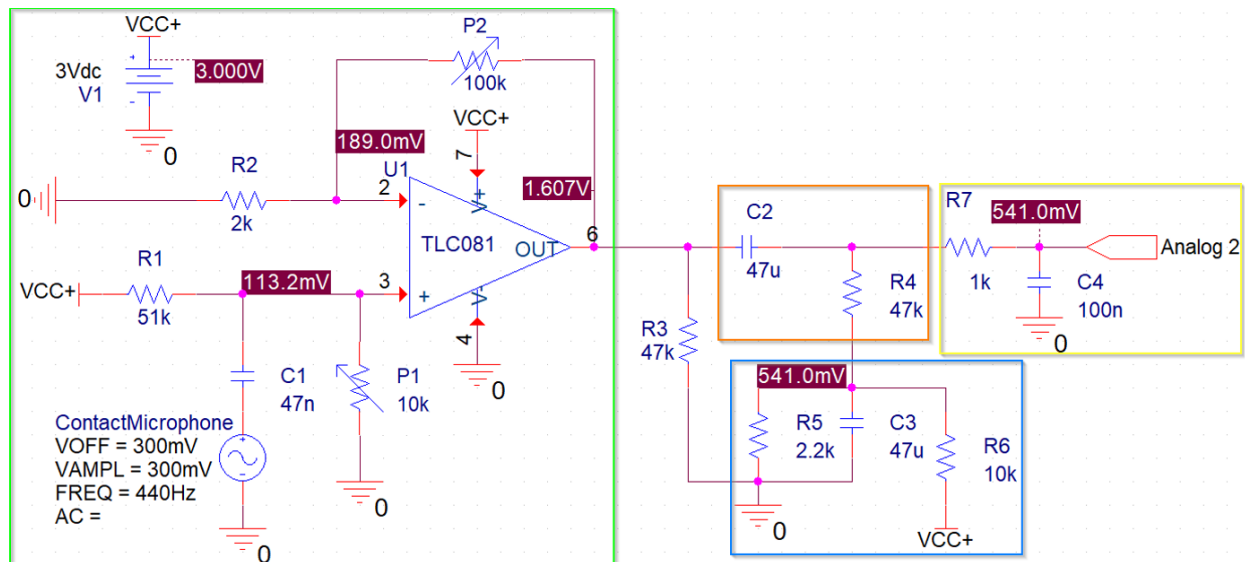 VCC+
3Vdc
V1
3.000V
P2
100k
VCC+
0
189.0mV
U1
7
V+
1.607V
R2
2
-
0
2k
TLC081
6
OUT
R1
VCC+
113.2mV
3
+
51k
V-
4
0
C1
47n
P1
10k
ContactMicrophone
VOFF = 300mV
VAMPL = 300mV
FREQ = 440Hz
AC =
0
0
C2
47u
R4
47k
R3
47k
R7
541.0mV
Analog 2
1k
C4
100n
0
541.0mV
R5
2.2k
C3
47u
R6
10k
0
VCC+